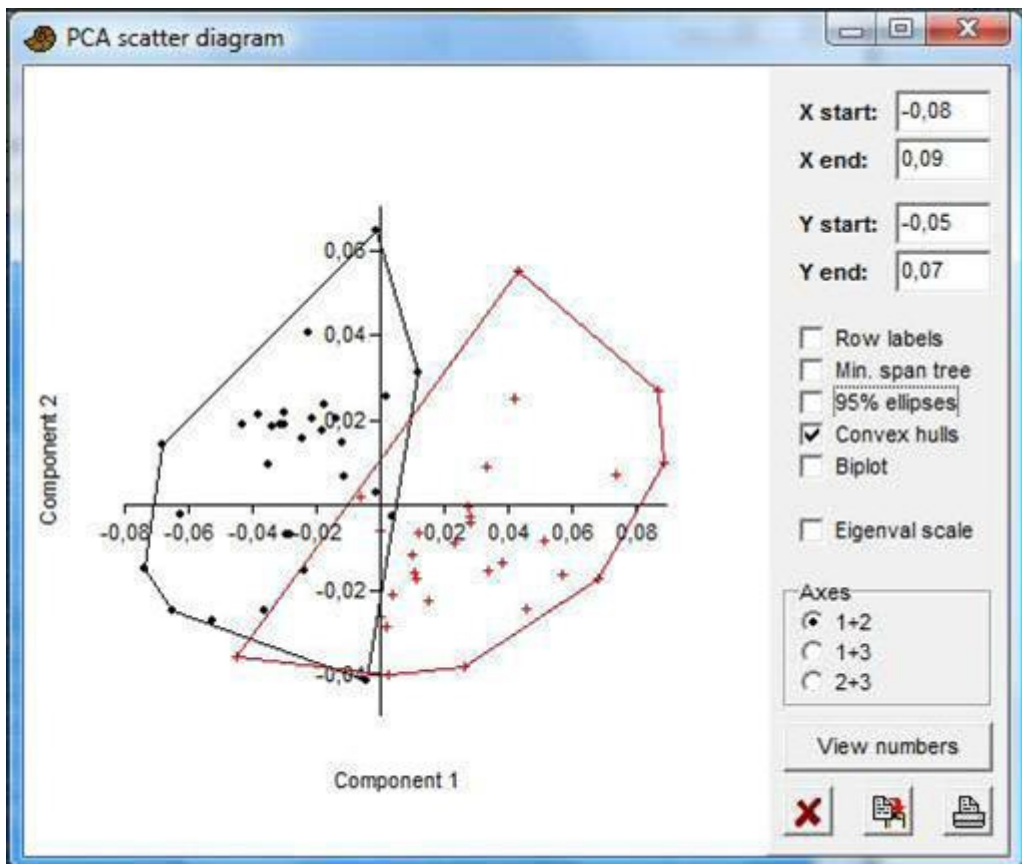 PCA scatter diagram
X start: -0,08
X end: 0,09
Y start: -0,05
Y end: 0,07
Row labels
Min. span tree
95% ellipses
Convex hulls
Biplot
Eigenval scale
Axes
1+2
1+3
2+3
View numbers
Component 2
0,06
0,04
0,02
-0,08 -0,06 -0,04 -0,02 0,02 0,04 0,06 0,08
-0,02
-0,04
Component 1